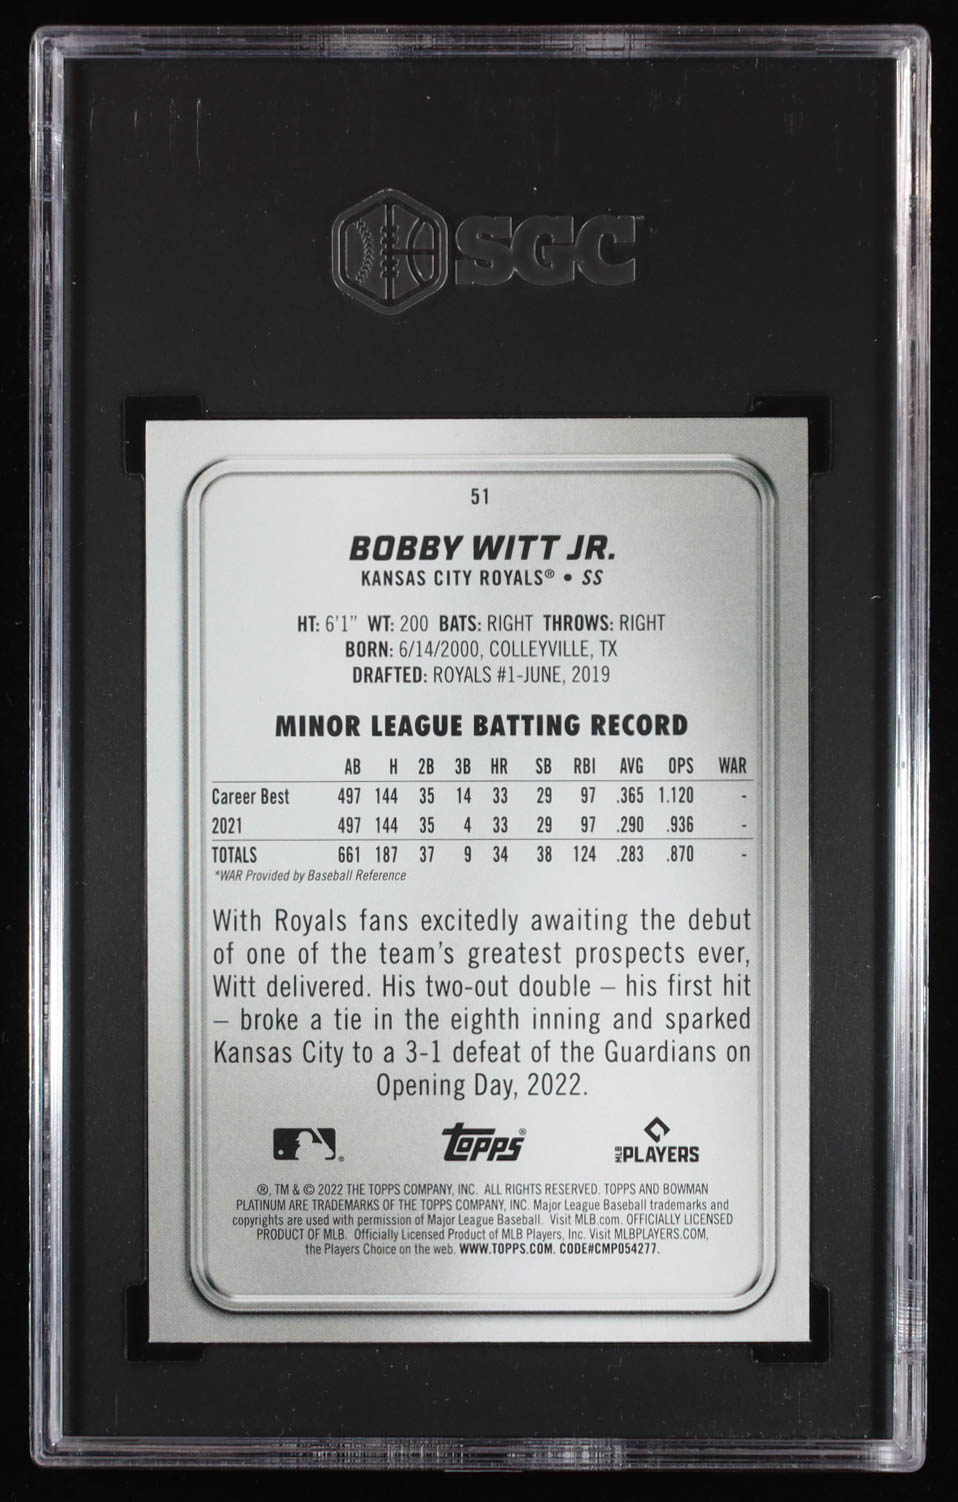 SGC
51
BOBBY WITT JR.
KANSAS CITY ROYALS® • SS
HT: 6'1" WT: 200 BATS: RIGHT THROWS: RIGHT
BORN: 6/14/2000, COLLEYVILLE, TX
DRAFTED: ROYALS #1-JUNE, 2019
MINOR LEAGUE BATTING RECORD
AB H 2B 3B HR SB RBI AVG OPS WAR
Career Best 497 144 35 14 33 29 97 .365 1.120 -
2021 497 144 35 4 33 29 97 .290 .936 -
TOTALS 661 187 37 9 34 38 124 .283 .870 -
*WAR Provided by Baseball Reference
With Royals fans excitedly awaiting the debut
of one of the team's greatest prospects ever,
Witt delivered. His two-out double – his first hit
– broke a tie in the eighth inning and sparked
Kansas City to a 3-1 defeat of the Guardians on
Opening Day, 2022.
Topps® MLB PLAYERS
®, TM & © 2022 THE TOPPS COMPANY, INC. ALL RIGHTS RESERVED. TOPPS AND BOWMAN
PLATINUM ARE TRADEMARKS OF THE TOPPS COMPANY, INC. Major League Baseball trademarks and
copyrights are used with permission of Major League Baseball. Visit MLB.com. OFFICIALLY LICENSED
PRODUCT OF MLB. Officially Licensed Product of MLB Players, Inc. Visit MLBPLAYERS.COM,
the Players Choice on the web. WWW.TOPPS.COM. CODE#CMP054277.